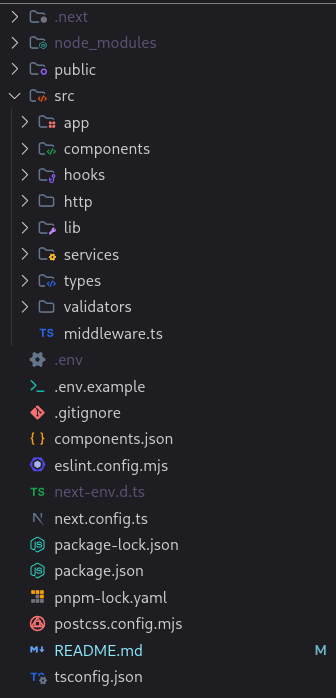 .next
node_modules
public
src
app
components
hooks
http
lib
services
types
validators
TS middleware.ts
.env
.env.example
.gitignore
{} components.json
eslint.config.mjs
TS next-env.d.ts
next.config.ts
package-lock.json
package.json
pnpm-lock.yaml
postcss.config.mjs
README.md M
TS tsconfig.json